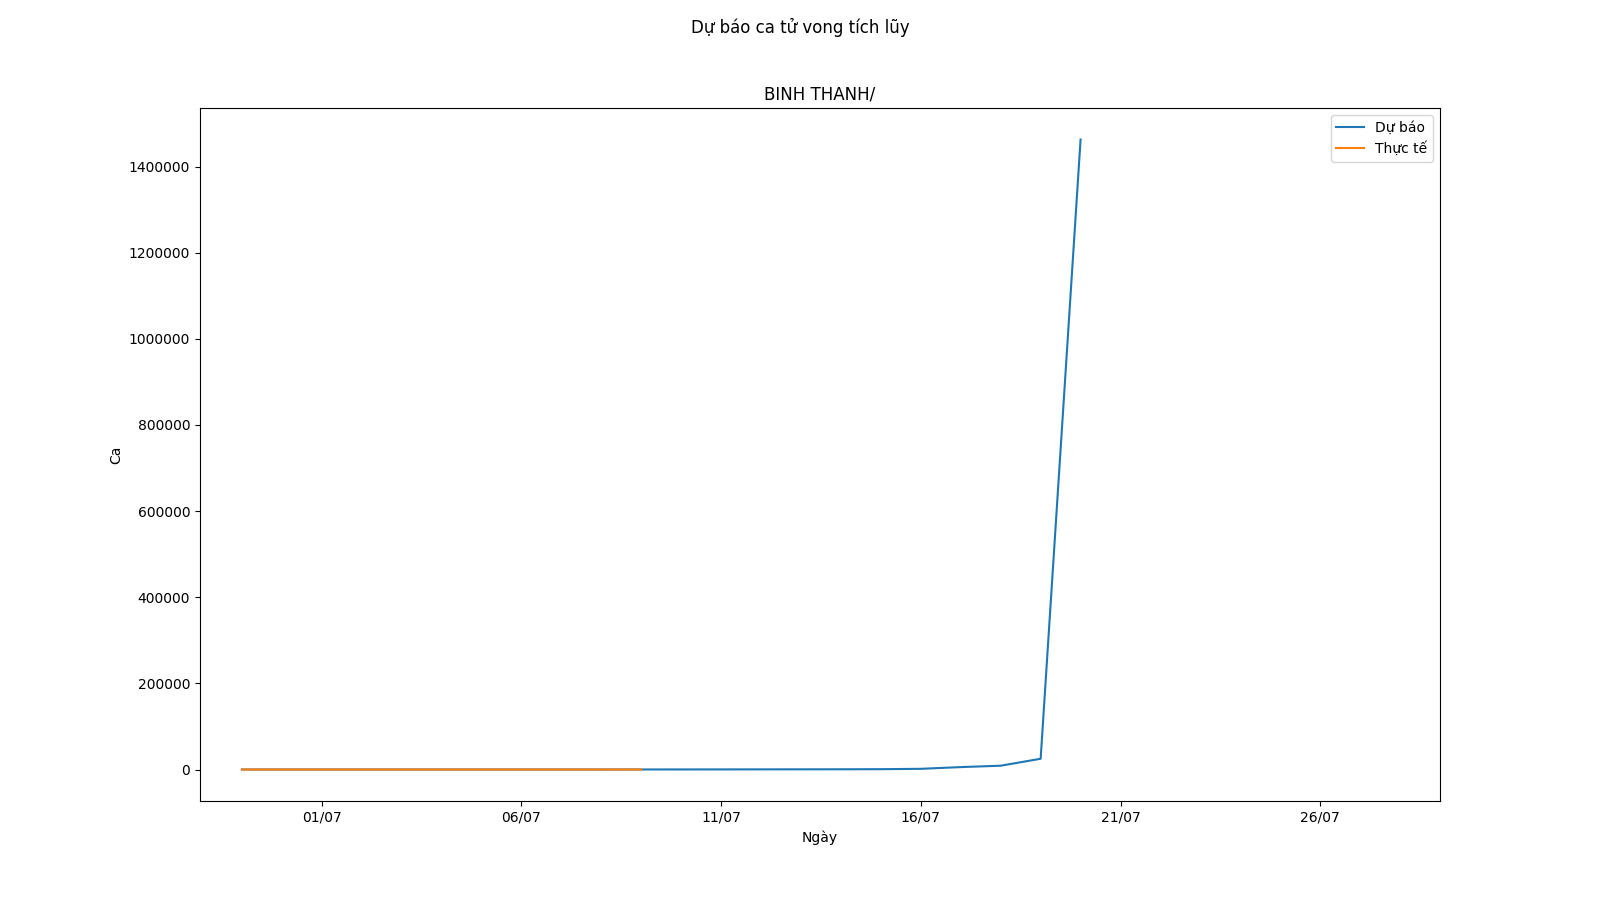 Dự báo ca tử vong tích lũy
BINH THANH/
Dự báo
Thực tế
1400000
1200000
1000000
800000
600000
400000
200000
0
Ca
01/07
06/07
11/07
16/07
21/07
26/07
Ngày